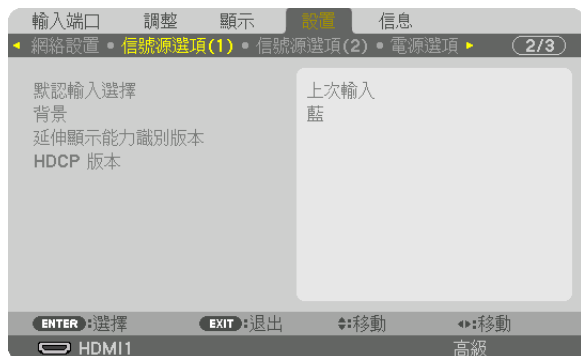 輸入端口 調整 顯示 設置 信息
網絡設置 • 信號源選項(1) • 信號源選項(2) • 電源選項 2/3
默認輸入選擇 上次輸入
背景 藍
延伸顯示能力識別版本
HDCP 版本
ENTER:選擇 EXIT:退出 :移動 :移動
HDMI1 高級